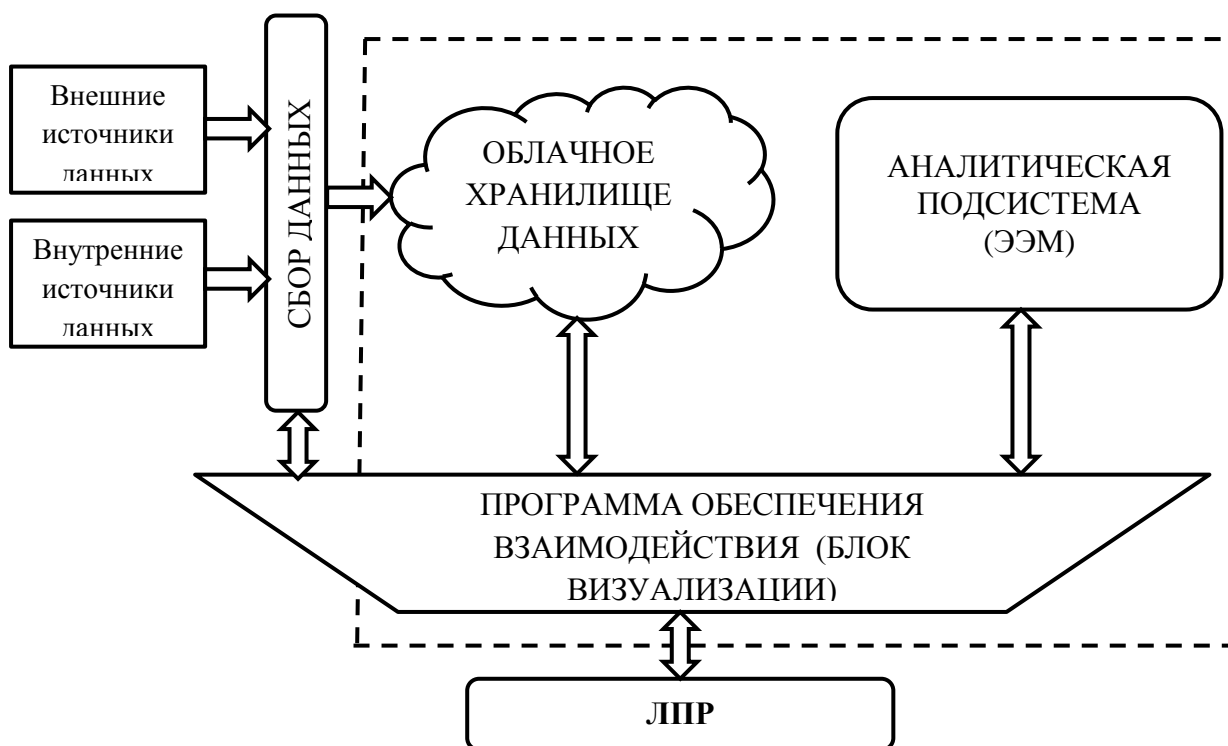 Внешние
источники
данных
Внутренние
источники
данных
СБОР ДАННЫХ
ОБЛАЧНОЕ
ХРАНИЛИЩЕ
ДАННЫХ
АНАЛИТИЧЕСКАЯ
ПОДСИСТЕМА
(ЭЭМ)
ПРОГРАММА ОБЕСПЕЧЕНИЯ
ВЗАИМОДЕЙСТВИЯ (БЛОК
ВИЗУАЛИЗАЦИИ)
ЛПР